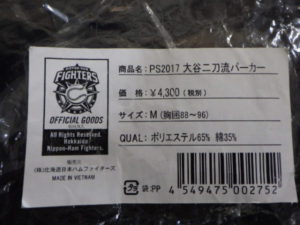 FIGHTERS
OFFICIAL GOODS
All Rights Reserved.
Hokkaido
Nippon-Ham Fighters.
販売元
(株)北海道日本ハムファイターズ
MADE IN VIETNAM
商品名:PS2017 大谷二刀流パーカー
価 格:¥4,300(税別)
サイズ:M(胸囲88~96)
QUAL:ポリエステル65% 綿35%
袋:PP
4 549475 002752